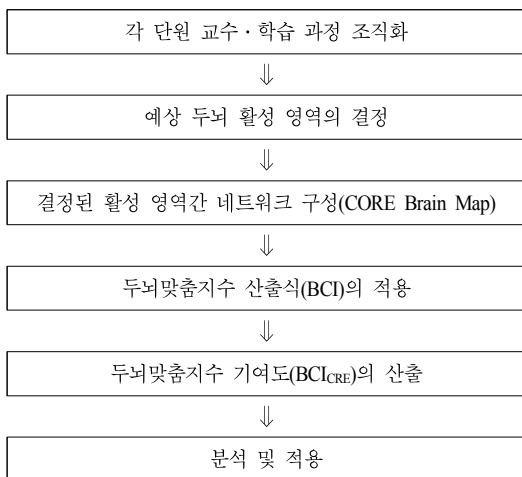 각 단원 교수·학습 과정 조직화
⇓
예상 두뇌 활성 영역의 결정
⇓
결정된 활성 영역간 네트워크 구성(CORE Brain Map)
⇓
두뇌맞춤지수 산출식(BCI)의 적용
⇓
두뇌맞춤지수 기여도(BCI_CRE)의 산출
⇓
분석 및 적용